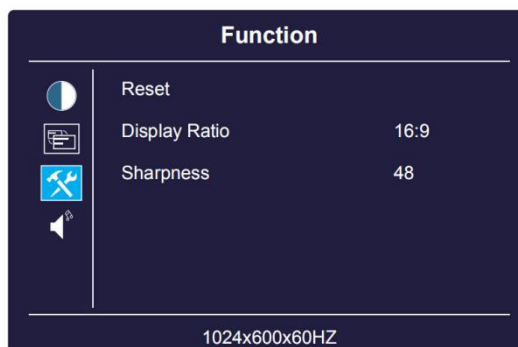 Function
Reset
Display Ratio 16:9
Sharpness 48
1024x600x60HZ